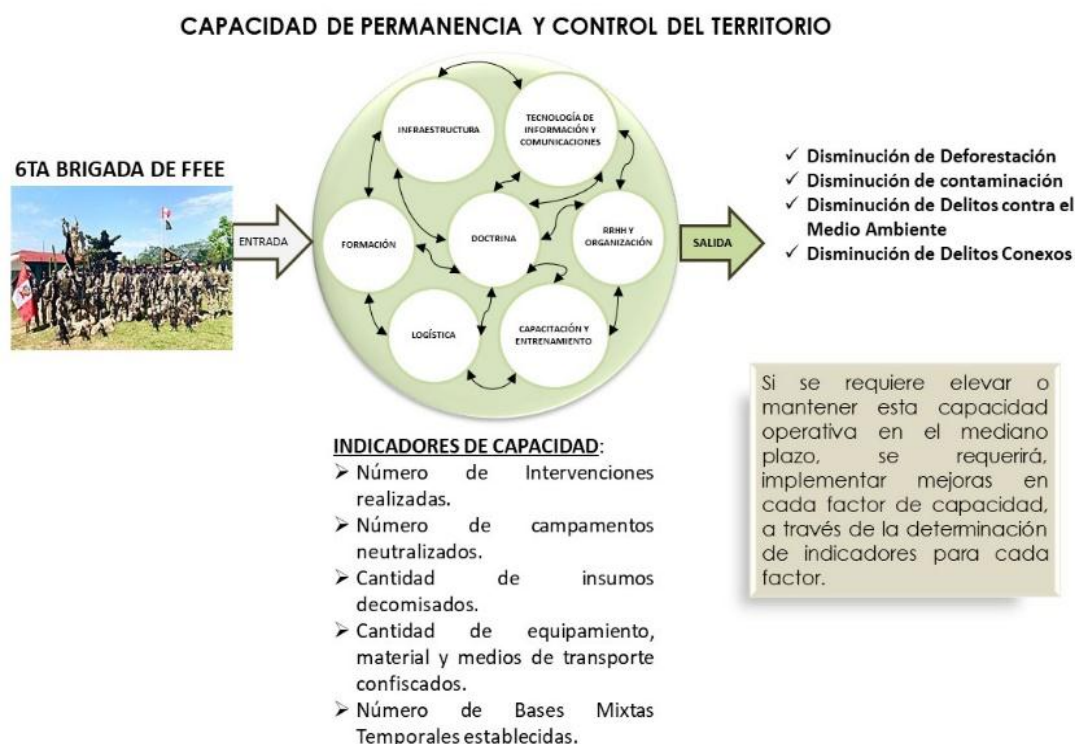 CAPACIDAD DE PERMANENCIA Y CONTROL DEL TERRITORIO
6TA BRIGADA DE FFEE
ENTRADA
INFRAESTRUCTURA
TECNOLOGÍA DE
INFORMACIÓN Y
COMUNICACIONES
FORMACIÓN
DOCTRINA
RRHH Y
ORGANIZACIÓN
LOGÍSTICA
CAPACITACIÓN Y
ENTRENAMIENTO
SALIDA
✓ Disminución de Deforestación
✓ Disminución de contaminación
✓ Disminución de Delitos contra el
Medio Ambiente
✓ Disminución de Delitos Conexos
INDICADORES DE CAPACIDAD:
➢ Número de Intervenciones
realizadas.
➢ Número de campamentos
neutralizados.
➢ Cantidad de insumos
decomisados.
➢ Cantidad de equipamiento,
material y medios de transporte
confiscados.
➢ Número de Bases Mixtas
Temporales establecidas.
Si se requiere elevar o
mantener esta capacidad
operativa en el mediano
plazo, se requerirá,
implementar mejoras en
cada factor de capacidad,
a través de la determinación
de indicadores para cada
factor.